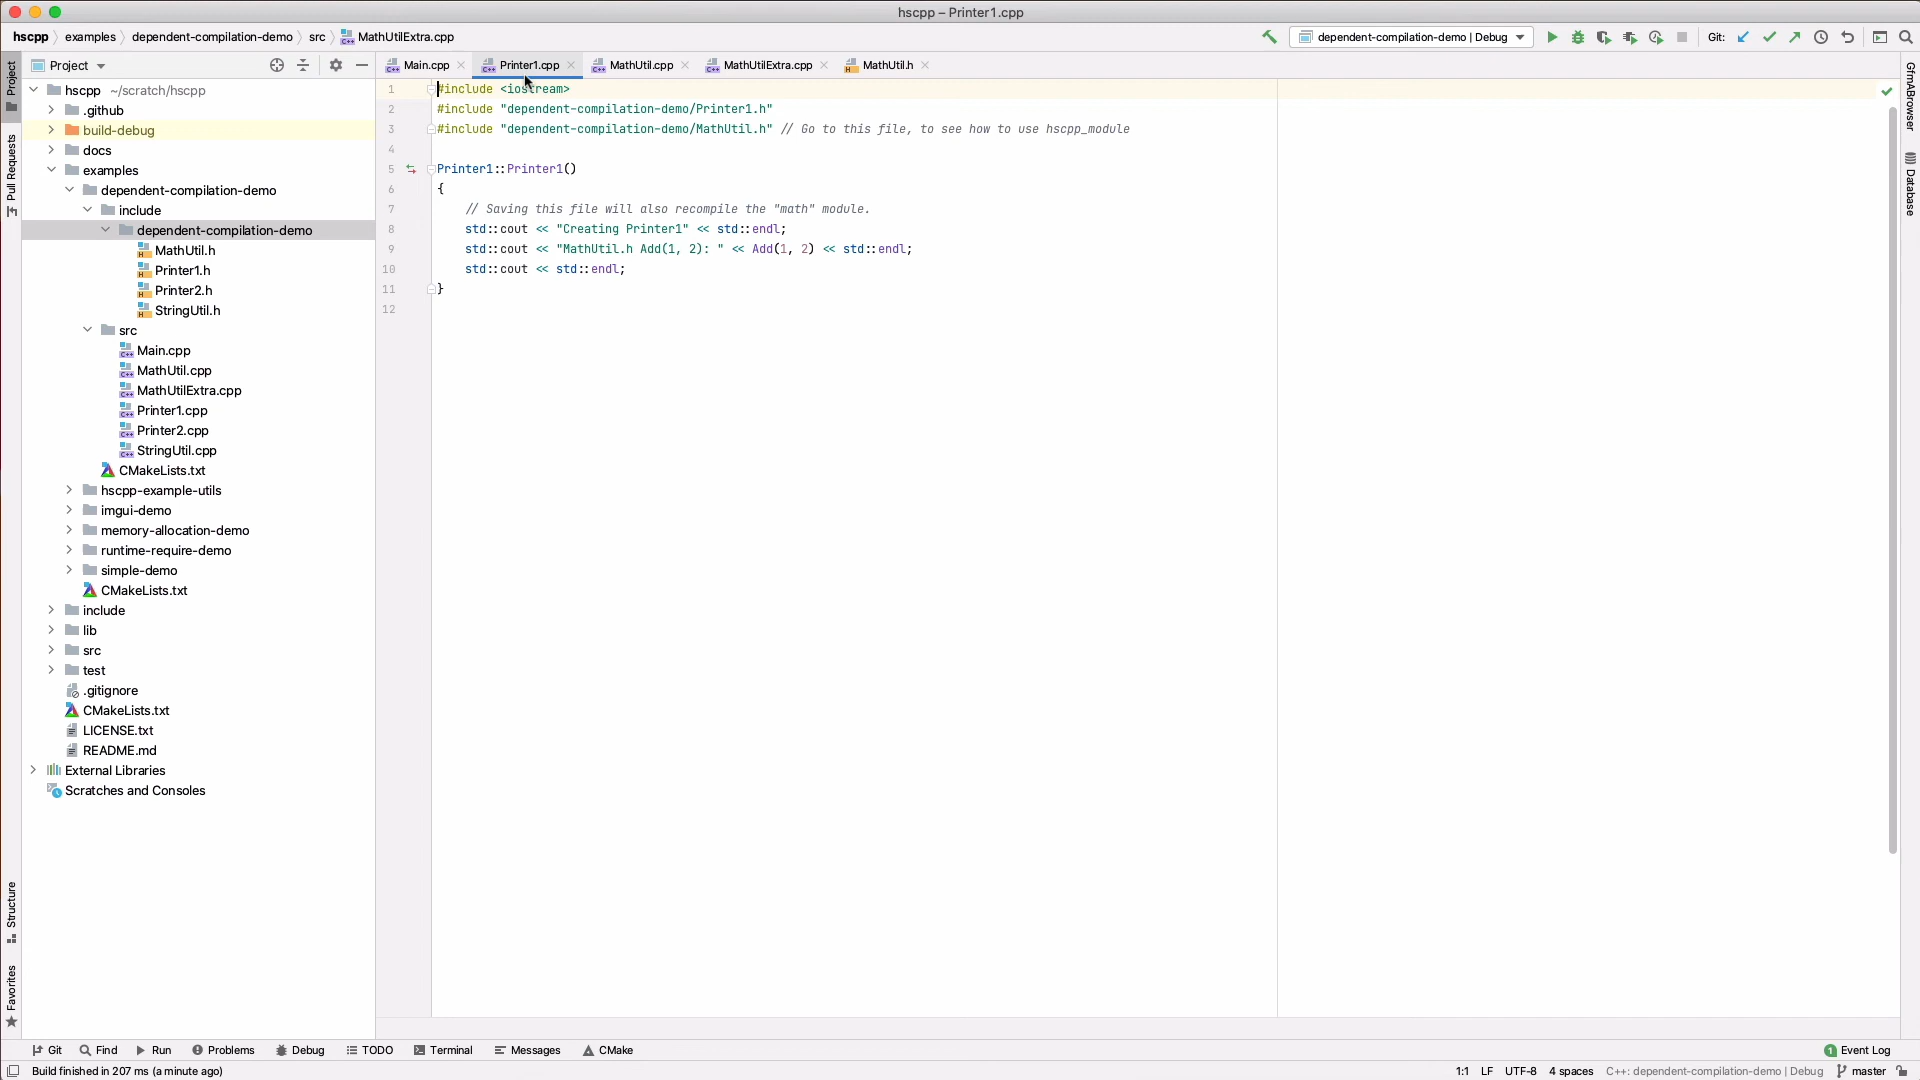 hscpp – Printer1.cpp
hscpp examples dependent-compilation-demo src MathUtilExtra.cpp
dependent-compilation-demo | Debug
Git:
Project
Main.cpp Printer1.cpp MathUtil.cpp MathUtilExtra.cpp MathUtil.h
Project
Pull Requests
Structure
Favorites
hscpp ~/scratch/hscpp
.github
build-debug
docs
examples
dependent-compilation-demo
include
dependent-compilation-demo
MathUtil.h
Printer1.h
Printer2.h
StringUtil.h
src
Main.cpp
MathUtil.cpp
MathUtilExtra.cpp
Printer1.cpp
Printer2.cpp
StringUtil.cpp
CMakeLists.txt
hscpp-example-utils
imgui-demo
memory-allocation-demo
runtime-require-demo
simple-demo
CMakeLists.txt
include
lib
src
test
.gitignore
CMakeLists.txt
LICENSE.txt
README.md
External Libraries
Scratches and Consoles
1 #include <iostream>
2 #include "dependent-compilation-demo/Printer1.h"
3 #include "dependent-compilation-demo/MathUtil.h" // Go to this file, to see how to use hscpp_module
4
5 Printer1::Printer1()
6 {
7 // Saving this file will also recompile the "math" module.
8 std::cout << "Creating Printer1" << std::endl;
9 std::cout << "MathUtil.h Add(1, 2): " << Add(1, 2) << std::endl;
10 std::cout << std::endl;
11 }
12
GfmABrowser
Database
Git Find Run Problems Debug TODO Terminal Messages CMake
1 Event Log
Build finished in 207 ms (a minute ago)
1:1 LF UTF-8 4 spaces C++: dependent-compilation-demo | Debug master